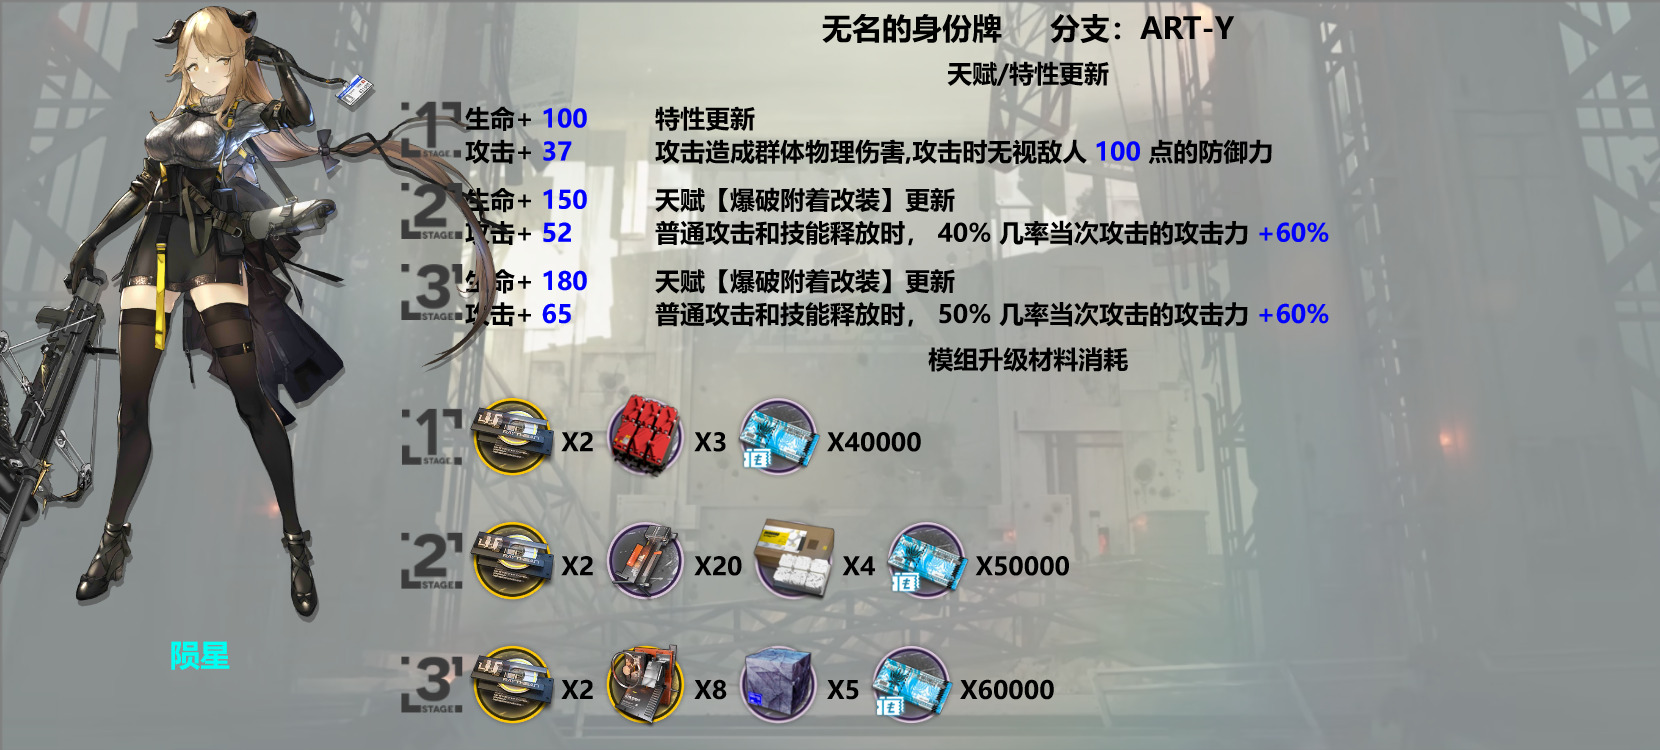 无名的身份牌 分支：ART-Y
天赋/特性更新
1 STAGE. 生命+ 100 特性更新
攻击+ 37 攻击造成群体物理伤害,攻击时无视敌人 100 点的防御力
2 STAGE. 生命+ 150 天赋【爆破附着改装】更新
攻击+ 52 普通攻击和技能释放时， 40% 几率当次攻击的攻击力 +60%
3 STAGE. 生命+ 180 天赋【爆破附着改装】更新
攻击+ 65 普通攻击和技能释放时， 50% 几率当次攻击的攻击力 +60%
模组升级材料消耗
1 STAGE. X2 X3 X40000
2 STAGE. X2 X20 X4 X50000
陨星
3 STAGE. X2 X8 X5 X60000